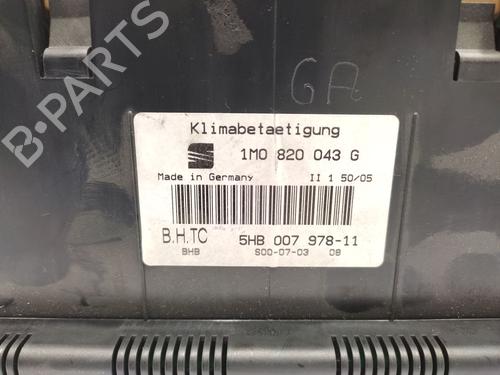 B-PARTS
GA
Klimabetaetigung
1M0 820 043 G
Made in Germany II 1 50/05
B.H.TC 5HB 007 978-11
BHB S00-07-03 08